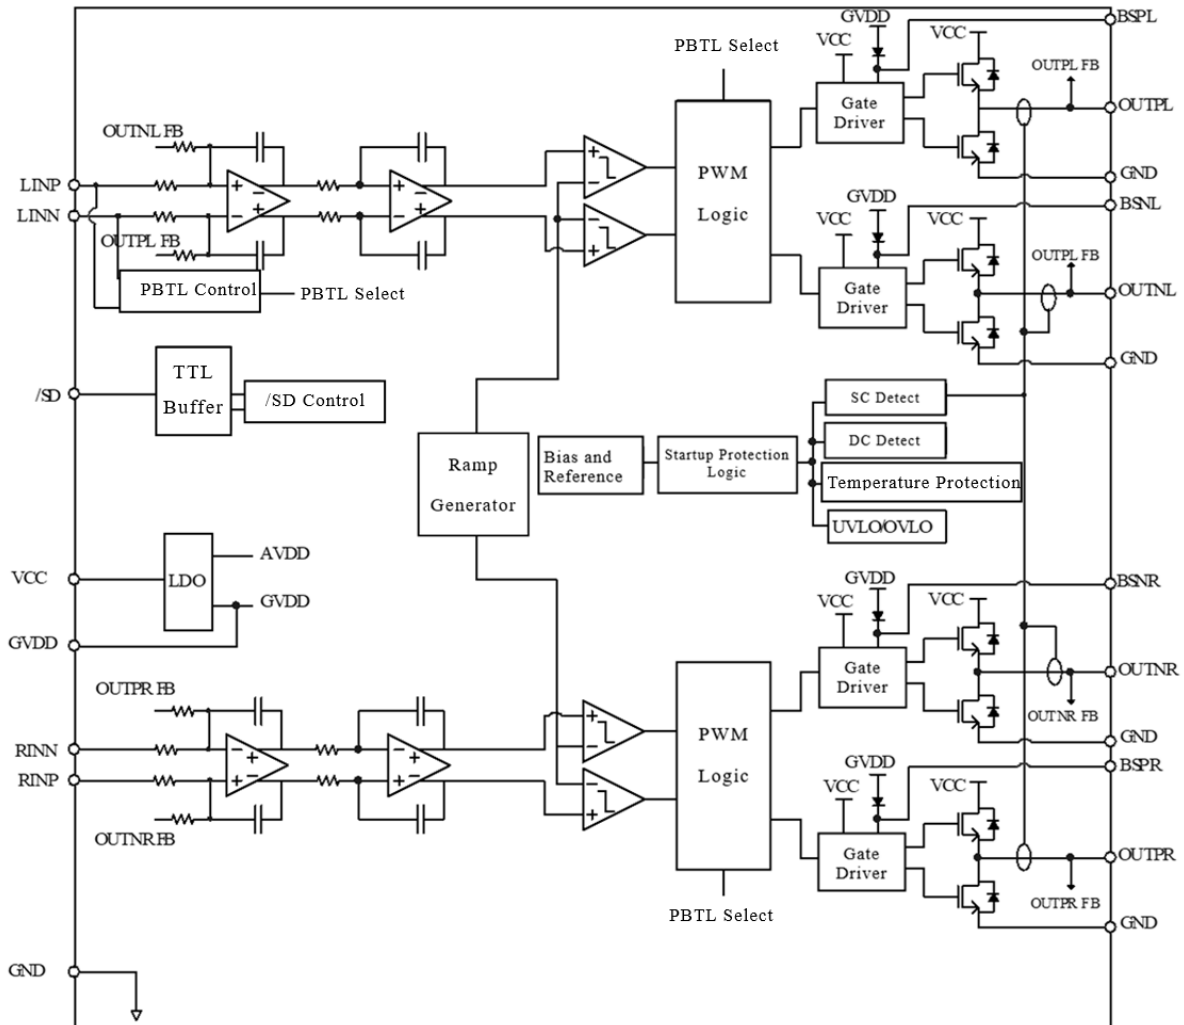 BSPL
GVDD
VCC
VCC
PBTL Select
OUTPL FB
Gate
Driver
OUTPL
OUTNL FB
PWM
Logic
GND
LINP
LINN
BSNL
GVDD
VCC
VCC
OUTPL FB
OUTPL FB
PBTL Control
PBTL Select
Gate
Driver
OUTNL
GND
TTL
Buffer
/SD
/SD Control
SC Detect
DC Detect
Ramp
Generator
Bias and
Reference
Startup Protection
Logic
Temperature Protection
UVLO/OVLO
AVDD
VCC
LDO
GVDD
GVDD
BSNR
GVDD
VCC
VCC
Gate
Driver
OUTNR
OUTPR FB
OUTNR FB
PWM
Logic
RINN
RINP
GND
BSPR
GVDD
VCC
VCC
OUTNR FB
Gate
Driver
OUTPR
OUTPR FB
PBTL Select
GND
GND
+
-
+
-
+
-
+
-
+
-
-
+
-
+
-
+
-
+
-
+
-
+